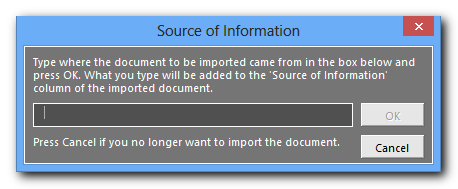 Source of Information
Type where the document to be imported came from in the box below and
press OK. What you type will be added to the 'Source of Information'
column of the imported document.
OK
Press Cancel if you no longer want to import the document.
Cancel